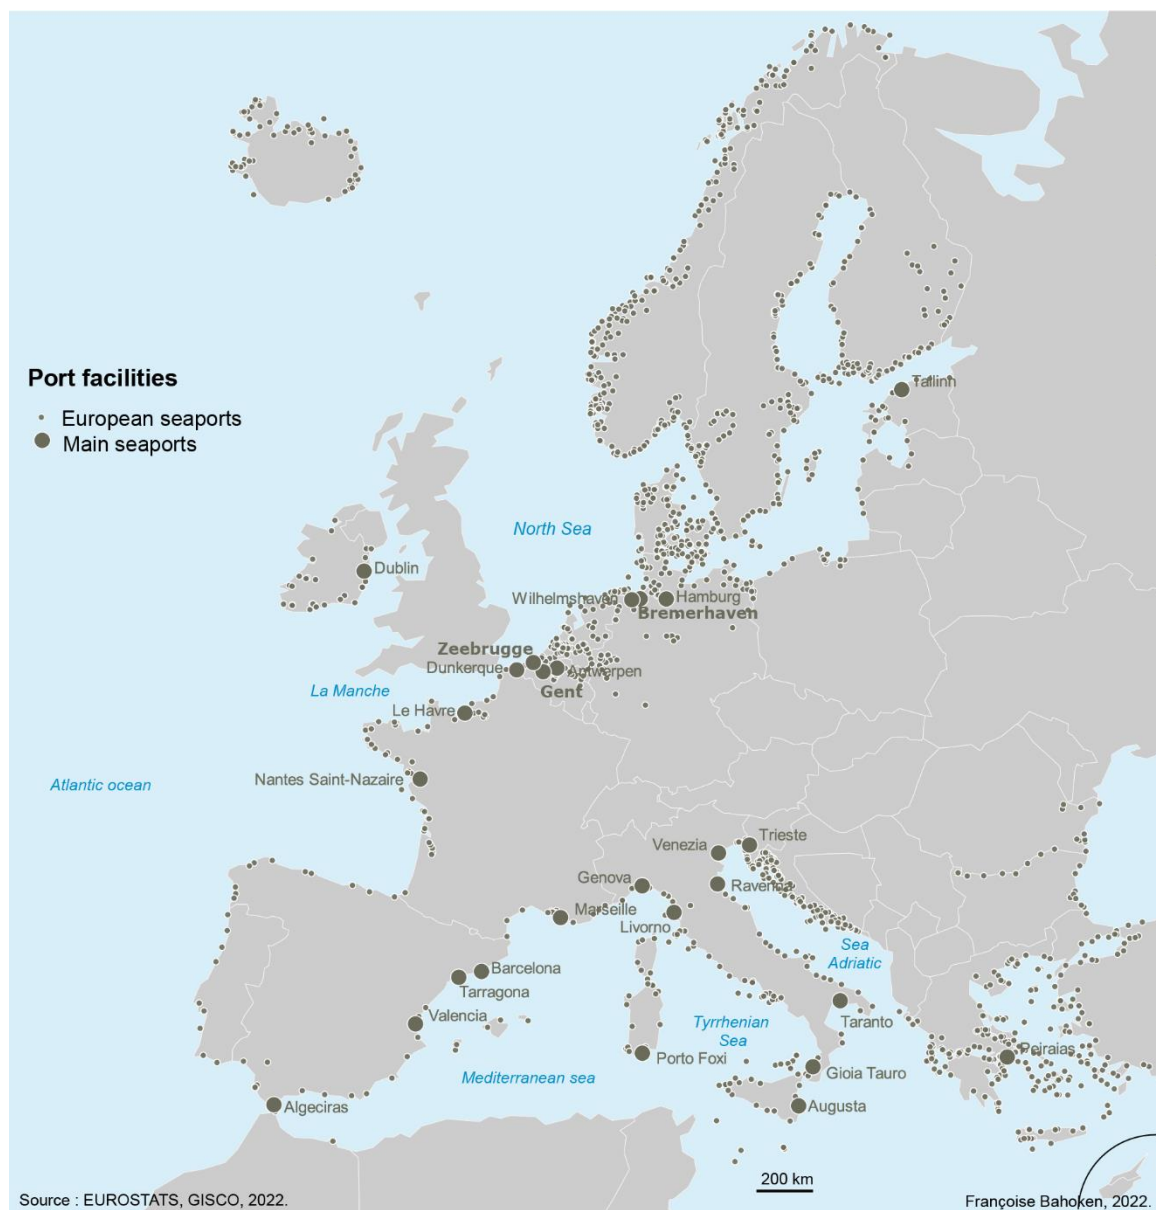 Port facilities
European seaports
Main seaports
Tallinn
North Sea
Dublin
Wilhelmshaven
Hamburg
Bremerhaven
Zeebrugge
Dunkerque
Antwerpen
Gent
La Manche
Le Havre
Atlantic ocean
Nantes Saint-Nazaire
Trieste
Venezia
Genova
Ravenna
Marseille
Livorno
Sea
Adriatic
Barcelona
Tarragona
Valencia
Tyrrhenian
Sea
Taranto
Peiraias
Porto Foxi
Mediterranean sea
Gioia Tauro
Algeciras
Augusta
200 km
Source : EUROSTATS, GISCO, 2022.
Françoise Bahoken, 2022.